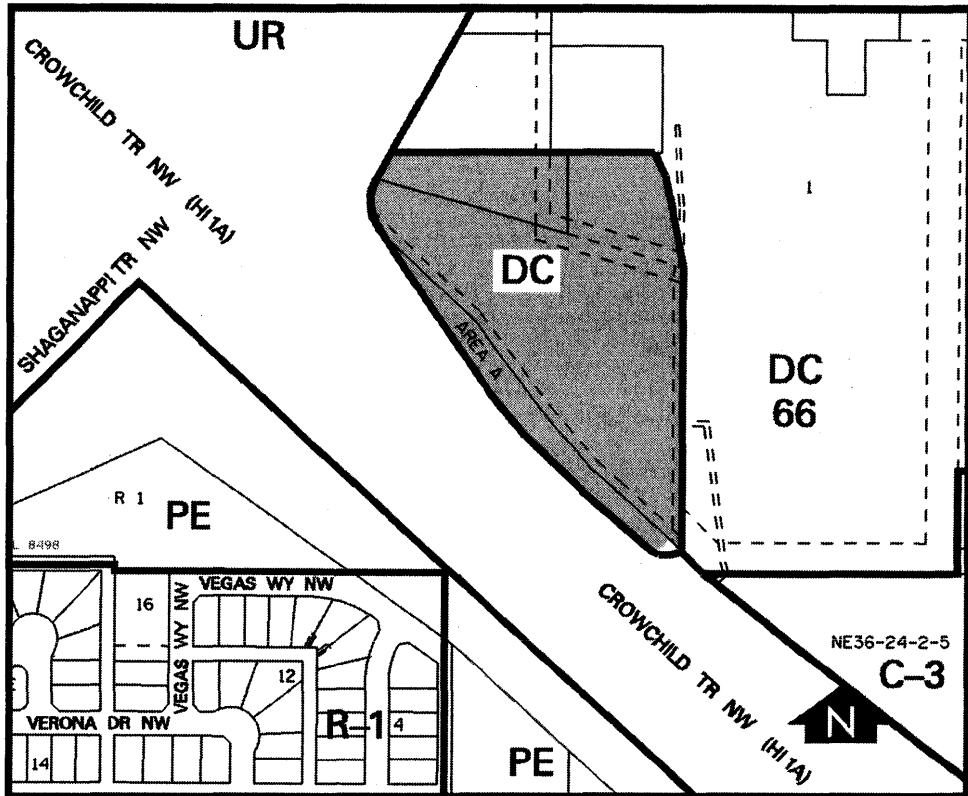 UR
CROWCHILD TR NW (H1 1A)
SHAGANAPPI TR NW
1
DC
AREA A
DC
66
R 1
PE
L 8498
VEGAS WY NW
16
VEGAS WY NW
12
VERONA DR NW
R-1
4
14
PE
CROWCHILD TR NW (H1 1A)
NE36-24-2-5
C-3
N